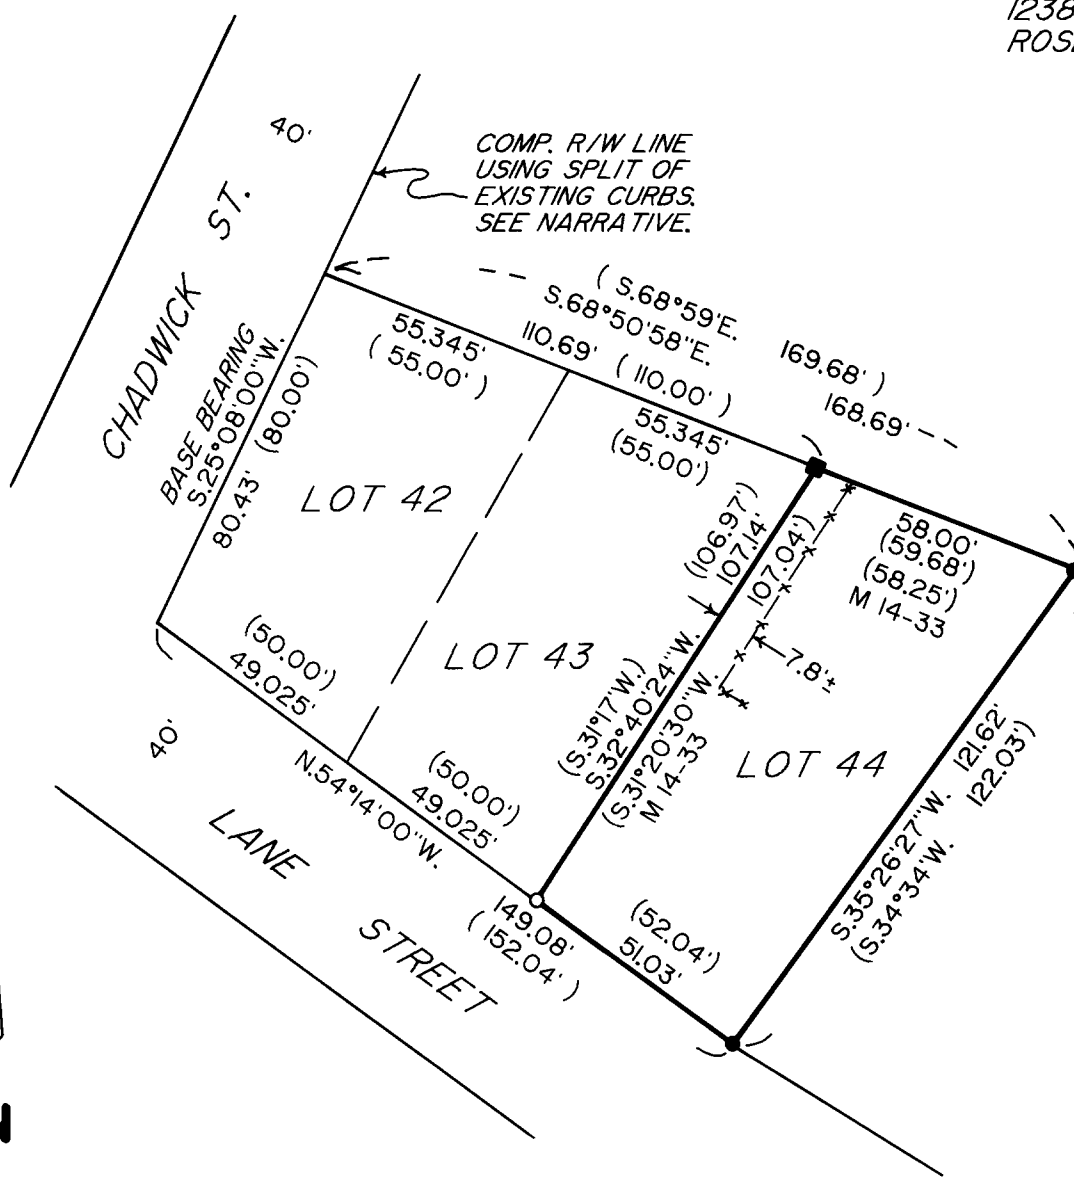 1238
ROSE
40'
COMP. R/W LINE
USING SPLIT OF
EXISTING CURBS.
SEE NARRATIVE.
CHADWICK ST.
BASE BEARING
S.25°08'00"W.
80.43' (80.00')
( S.68°59'E. 169.68' )
S.68°50'58"E. 168.69'
110.69' ( 110.00' )
55.345'
( 55.00' )
55.345'
(55.00')
LOT 42
LOT 43
LOT 44
(106.97')
107.14'
107.04')
(S.31°17'W.)
S.32°40'24"W.
(S.31°20'30"W.
M 14-33
7.8'±
58.00'
(59.68')
(58.25')
M 14-33
S.35°26'27"W. 121.62'
(S.34°34'W. 122.03')
(50.00')
49.025'
(50.00')
49.025'
N.54°14'00"W.
149.08'
( 152.04' )
(52.04')
51.03'
40'
LANE STREET
N